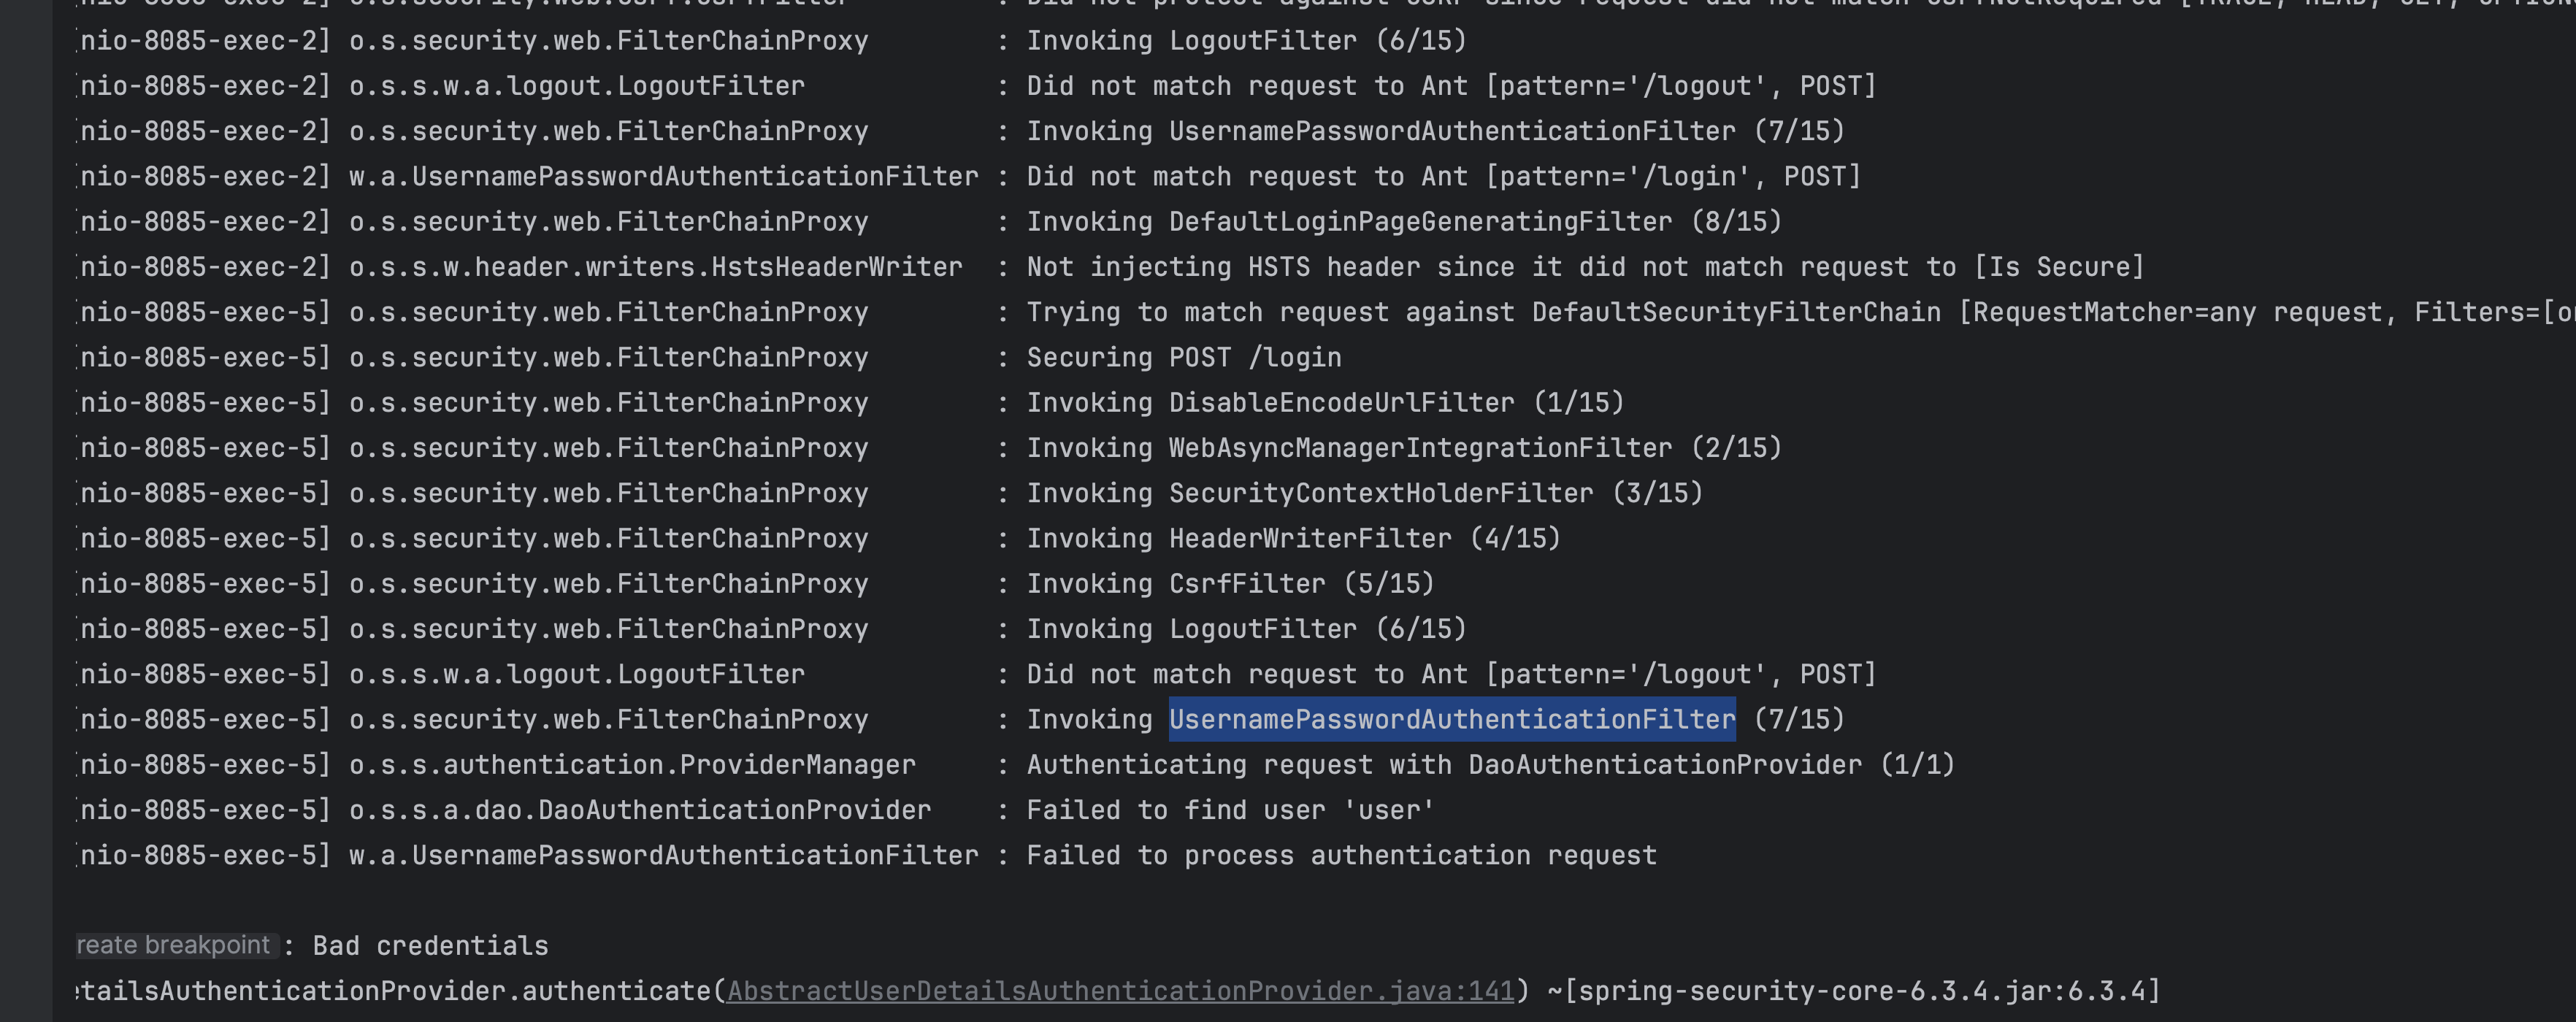 nio-8085-exec-2] o.s.security.web.FilterChainProxy : Invoking LogoutFilter (6/15)
nio-8085-exec-2] o.s.s.w.a.logout.LogoutFilter : Did not match request to Ant [pattern='/logout', POST]
nio-8085-exec-2] o.s.security.web.FilterChainProxy : Invoking UsernamePasswordAuthenticationFilter (7/15)
nio-8085-exec-2] w.a.UsernamePasswordAuthenticationFilter : Did not match request to Ant [pattern='/login', POST]
nio-8085-exec-2] o.s.security.web.FilterChainProxy : Invoking DefaultLoginPageGeneratingFilter (8/15)
nio-8085-exec-2] o.s.s.w.header.writers.HstsHeaderWriter : Not injecting HSTS header since it did not match request to [Is Secure]
nio-8085-exec-5] o.s.security.web.FilterChainProxy : Trying to match request against DefaultSecurityFilterChain [RequestMatcher=any request, Filters=[o
nio-8085-exec-5] o.s.security.web.FilterChainProxy : Securing POST /login
nio-8085-exec-5] o.s.security.web.FilterChainProxy : Invoking DisableEncodeUrlFilter (1/15)
nio-8085-exec-5] o.s.security.web.FilterChainProxy : Invoking WebAsyncManagerIntegrationFilter (2/15)
nio-8085-exec-5] o.s.security.web.FilterChainProxy : Invoking SecurityContextHolderFilter (3/15)
nio-8085-exec-5] o.s.security.web.FilterChainProxy : Invoking HeaderWriterFilter (4/15)
nio-8085-exec-5] o.s.security.web.FilterChainProxy : Invoking CsrfFilter (5/15)
nio-8085-exec-5] o.s.security.web.FilterChainProxy : Invoking LogoutFilter (6/15)
nio-8085-exec-5] o.s.s.w.a.logout.LogoutFilter : Did not match request to Ant [pattern='/logout', POST]
nio-8085-exec-5] o.s.security.web.FilterChainProxy : Invoking UsernamePasswordAuthenticationFilter (7/15)
nio-8085-exec-5] o.s.s.authentication.ProviderManager : Authenticating request with DaoAuthenticationProvider (1/1)
nio-8085-exec-5] o.s.s.a.dao.DaoAuthenticationProvider : Failed to find user 'user'
nio-8085-exec-5] w.a.UsernamePasswordAuthenticationFilter : Failed to process authentication request
reate breakpoint : Bad credentials
tailsAuthenticationProvider.authenticate(AbstractUserDetailsAuthenticationProvider.java:141) ~[spring-security-core-6.3.4.jar:6.3.4]